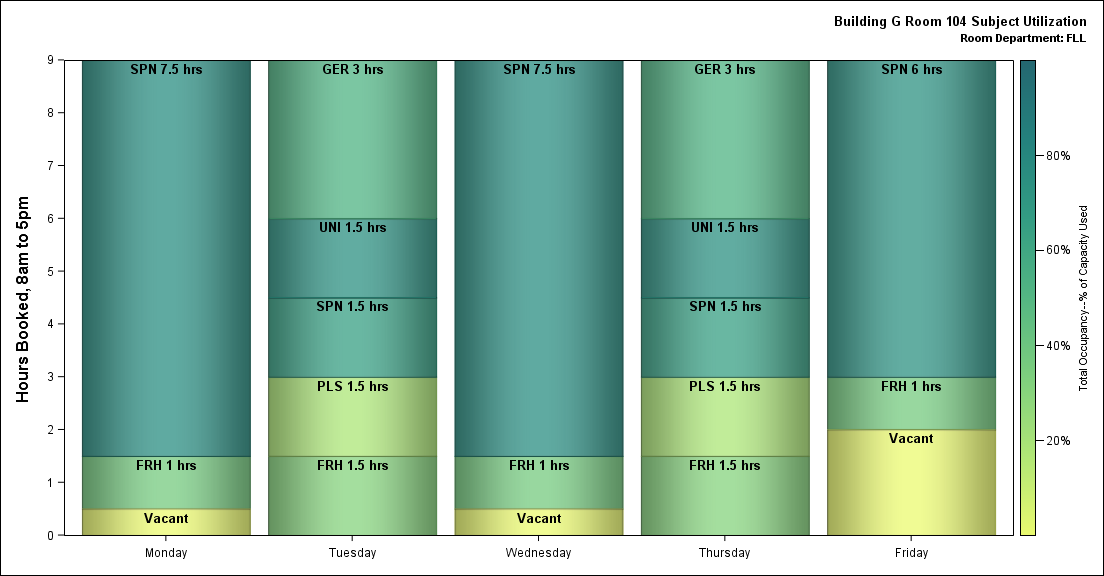 Building G Room 104 Subject Utilization
Room Department: FLL
Hours Booked, 8am to 5pm
9
8
7
6
5
4
3
2
1
0
SPN 7.5 hrs
FRH 1 hrs
Vacant
Monday
GER 3 hrs
UNI 1.5 hrs
SPN 1.5 hrs
PLS 1.5 hrs
FRH 1.5 hrs
Tuesday
SPN 7.5 hrs
FRH 1 hrs
Vacant
Wednesday
GER 3 hrs
UNI 1.5 hrs
SPN 1.5 hrs
PLS 1.5 hrs
FRH 1.5 hrs
Thursday
SPN 6 hrs
FRH 1 hrs
Vacant
Friday
80%
60%
40%
20%
Total Occupancy--% of Capacity Used